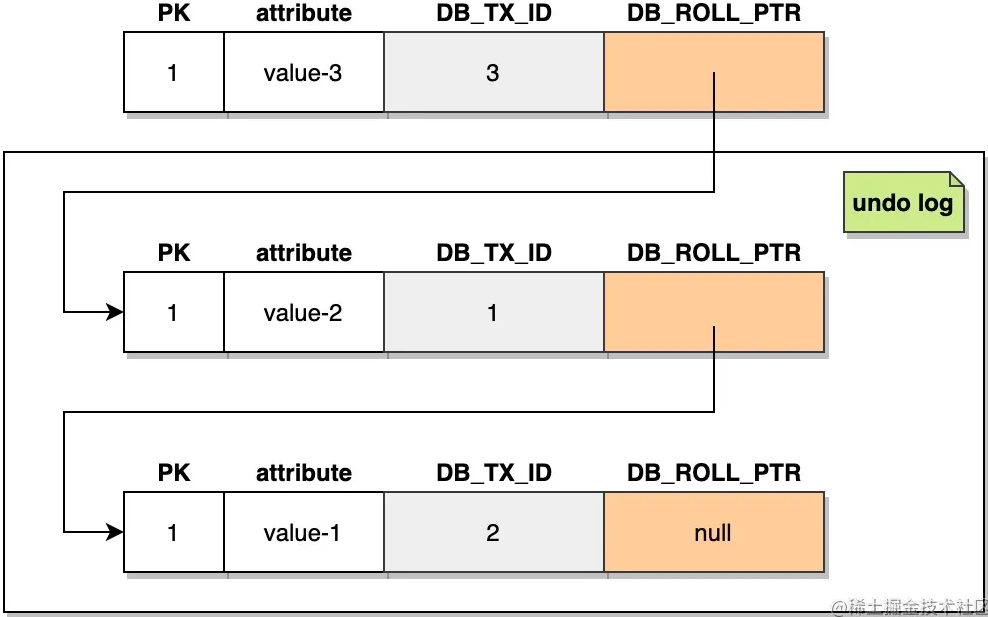 PK attribute DB_TX_ID DB_ROLL_PTR
1 value-3 3
undo log
PK attribute DB_TX_ID DB_ROLL_PTR
1 value-2 1
PK attribute DB_TX_ID DB_ROLL_PTR
1 value-1 2 null
@稀土掘金技术社区